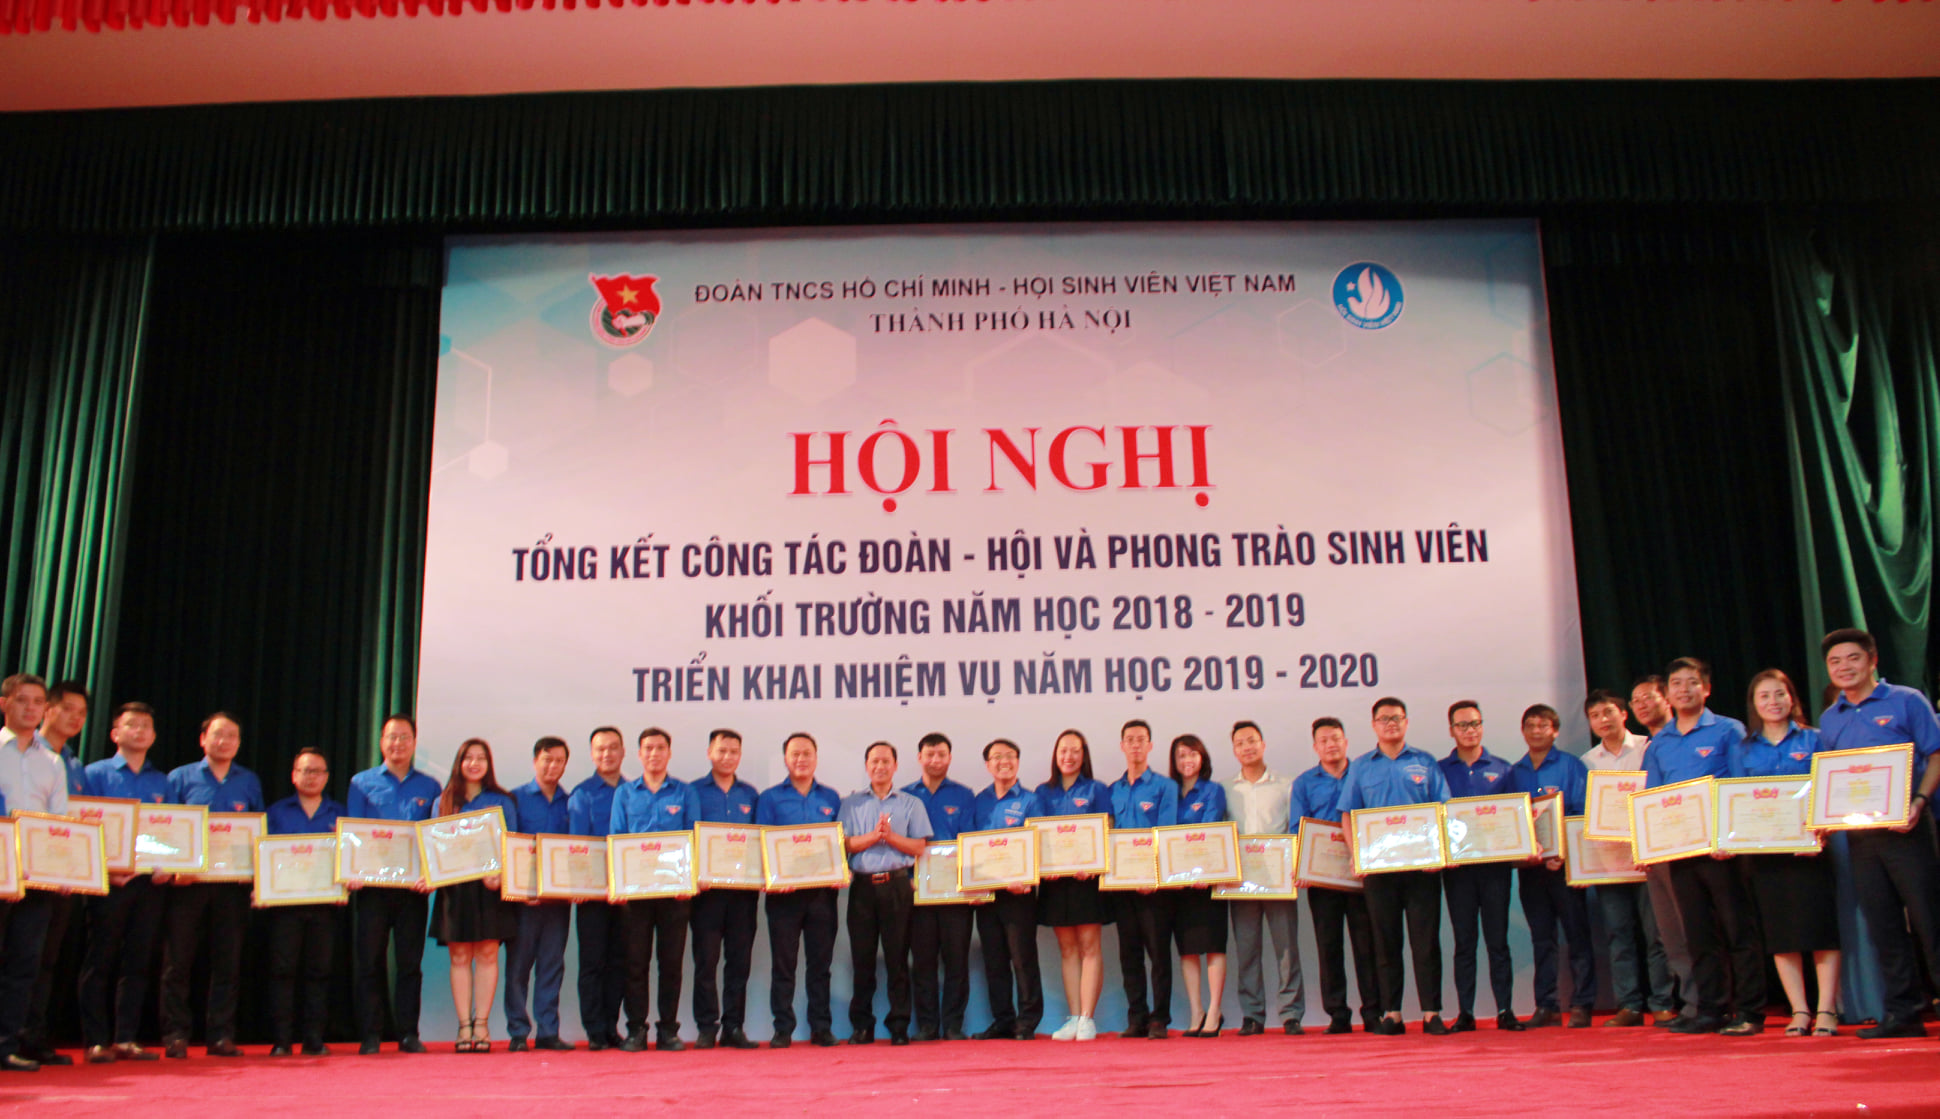 ĐOÀN TNCS HỒ CHÍ MINH - HỘI SINH VIÊN VIỆT NAM
THÀNH PHỐ HÀ NỘI
HỘI NGHỊ
TỔNG KẾT CÔNG TÁC ĐOÀN - HỘI VÀ PHONG TRÀO SINH VIÊN
KHỐI TRƯỜNG NĂM HỌC 2018 - 2019
TRIỂN KHAI NHIỆM VỤ NĂM HỌC 2019 - 2020